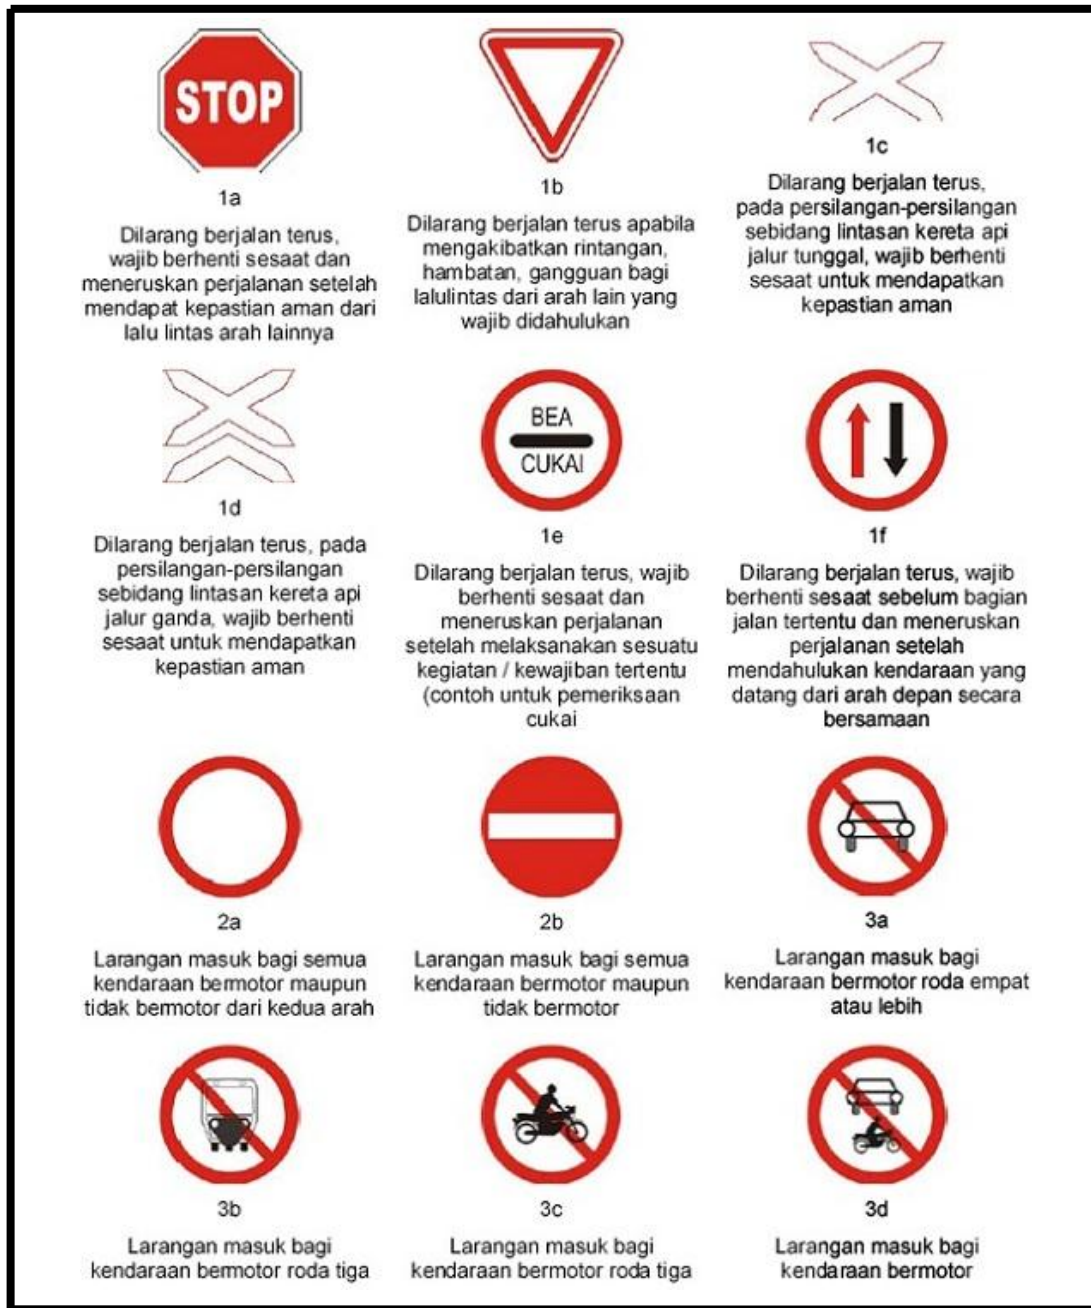 STOP
1a
Dilarang berjalan terus,
wajib berhenti sesaat dan
meneruskan perjalanan setelah
mendapat kepastian aman dari
lalu lintas arah lainnya
1b
Dilarang berjalan terus apabila
mengakibatkan rintangan,
hambatan, gangguan bagi
lalulintas dari arah lain yang
wajib didahulukan
1c
Dilarang berjalan terus,
pada persilangan-persilangan
sebidang lintasan kereta api
jalur tunggal, wajib berhenti
sesaat untuk mendapatkan
kepastian aman
1d
Dilarang berjalan terus, pada
persilangan-persilangan
sebidang lintasan kereta api
jalur ganda, wajib berhenti
sesaat untuk mendapatkan
kepastian aman
BEA
CUKAI
1e
Dilarang berjalan terus, wajib
berhenti sesaat dan
meneruskan perjalanan
setelah melaksanakan sesuatu
kegiatan / kewajiban tertentu
(contoh untuk pemeriksaan
cukai
1f
Dilarang berjalan terus, wajib
berhenti sesaat sebelum bagian
jalan tertentu dan meneruskan
perjalanan setelah
mendahulukan kendaraan yang
datang dari arah depan secara
bersamaan
2a
Larangan masuk bagi semua
kendaraan bermotor maupun
tidak bermotor dari kedua arah
2b
Larangan masuk bagi semua
kendaraan bermotor maupun
tidak bermotor
3a
Larangan masuk bagi
kendaraan bermotor roda empat
atau lebih
3b
Larangan masuk bagi
kendaraan bermotor roda tiga
3c
Larangan masuk bagi
kendaraan bermotor roda tiga
3d
Larangan masuk bagi
kendaraan bermotor